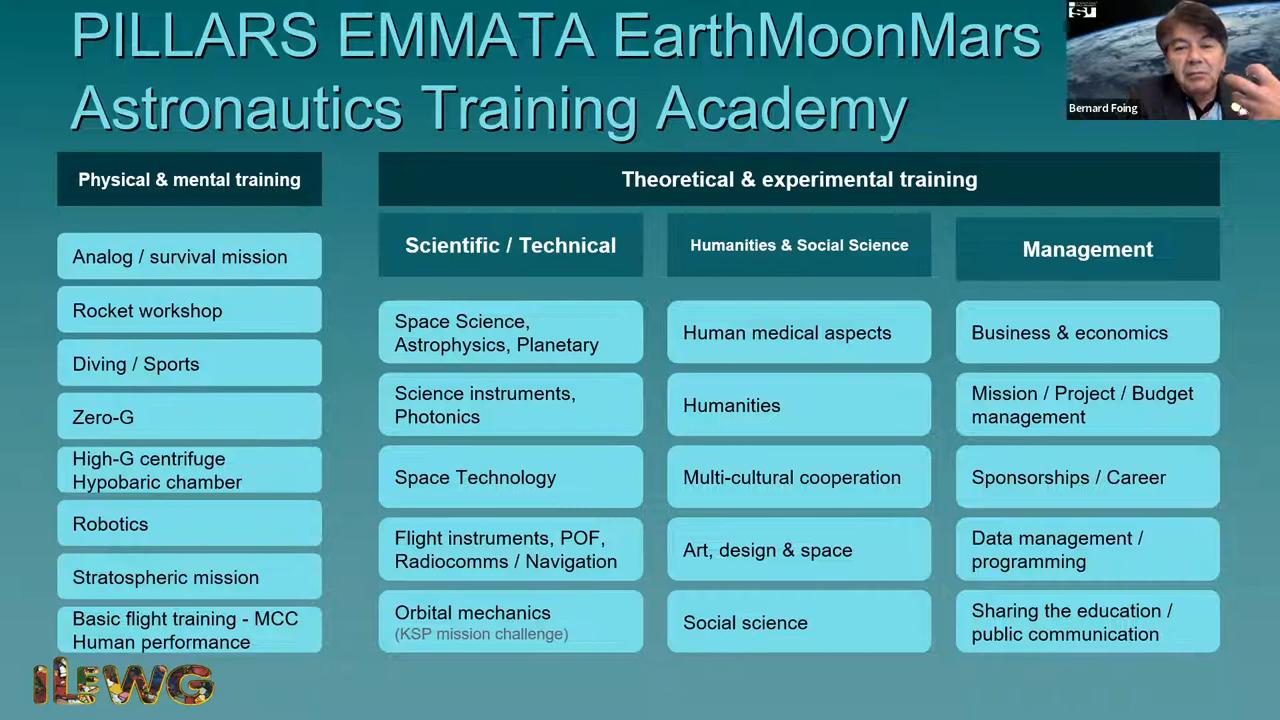 PILLARS EMMATA EarthMoonMars
Astronautics Training Academy
Bernard Foing
Physical & mental training
Analog / survival mission
Rocket workshop
Diving / Sports
Zero-G
High-G centrifuge
Hypobaric chamber
Robotics
Stratospheric mission
Basic flight training - MCC
Human performance
Theoretical & experimental training
Scientific / Technical
Space Science,
Astrophysics, Planetary
Science instruments,
Photonics
Space Technology
Flight instruments, POF,
Radiocomms / Navigation
Orbital mechanics
(KSP mission challenge)
Humanities & Social Science
Human medical aspects
Humanities
Multi-cultural cooperation
Art, design & space
Social science
Management
Business & economics
Mission / Project / Budget
management
Sponsorships / Career
Data management /
programming
Sharing the education /
public communication
ILEWG